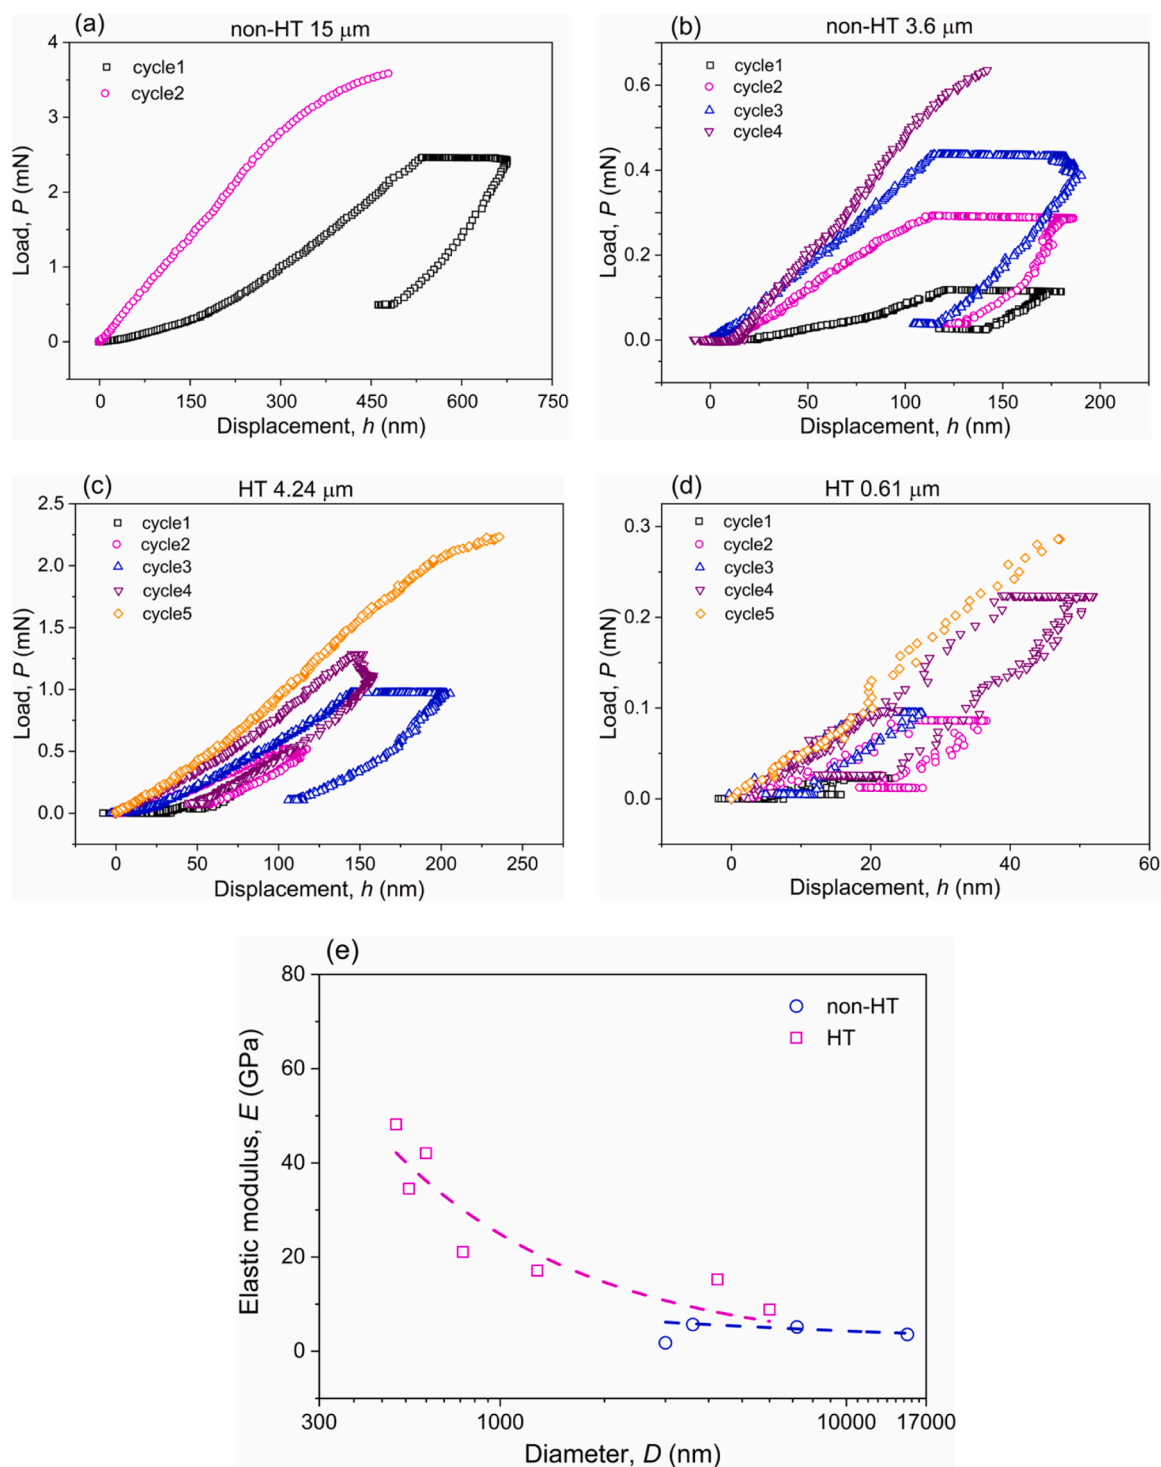 (a)
non-HT 15 μm
cycle1
cycle2
4
3
2
1
0
Load, P (mN)
0 150 300 450 600 750
Displacement, h (nm)
(b)
non-HT 3.6 μm
cycle1
cycle2
cycle3
cycle4
0.6
0.4
0.2
0.0
Load, P (mN)
0 50 100 150 200
Displacement, h (nm)
(c)
HT 4.24 μm
cycle1
cycle2
cycle3
cycle4
cycle5
2.5
2.0
1.5
1.0
0.5
0.0
Load, P (mN)
0 50 100 150 200 250
Displacement, h (nm)
(d)
HT 0.61 μm
cycle1
cycle2
cycle3
cycle4
cycle5
0.3
0.2
0.1
0.0
Load, P (mN)
0 20 40 60
Displacement, h (nm)
(e)
non-HT
HT
80
60
40
20
0
Elastic modulus, E (GPa)
300 1000 10000 17000
Diameter, D (nm)